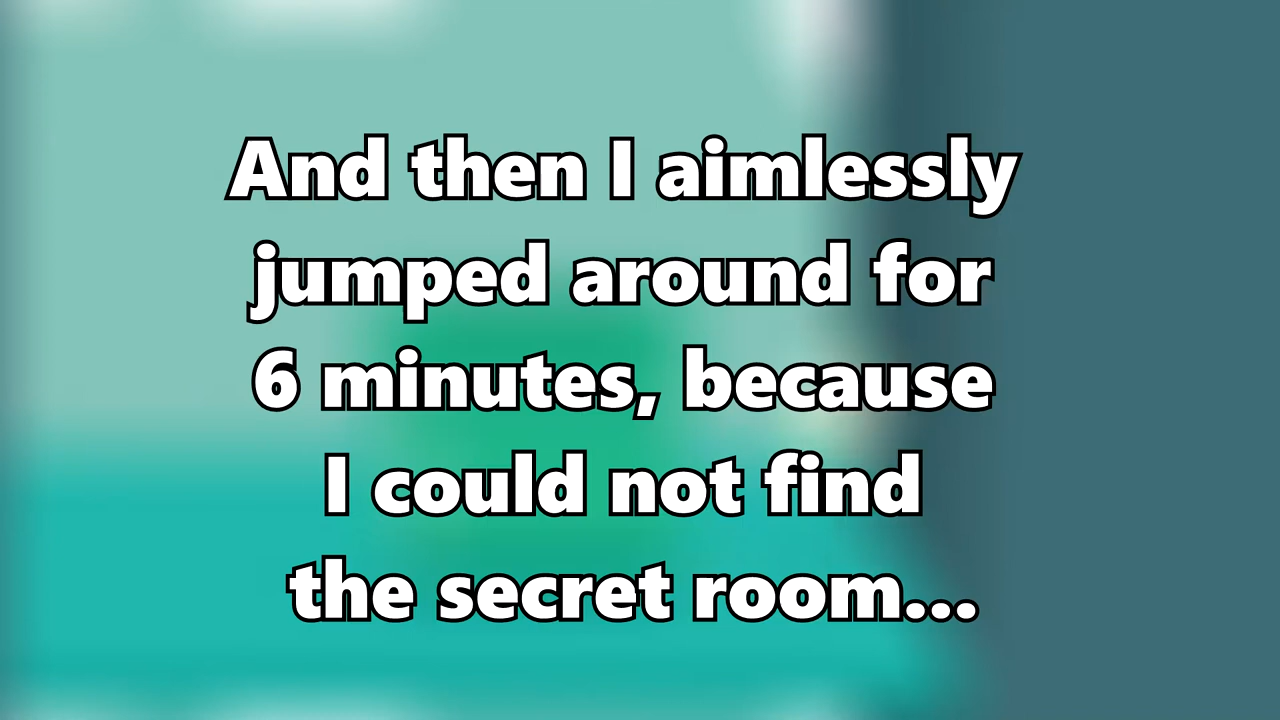 And then I aimlessly
jumped around for
6 minutes, because
I could not find
the secret room...